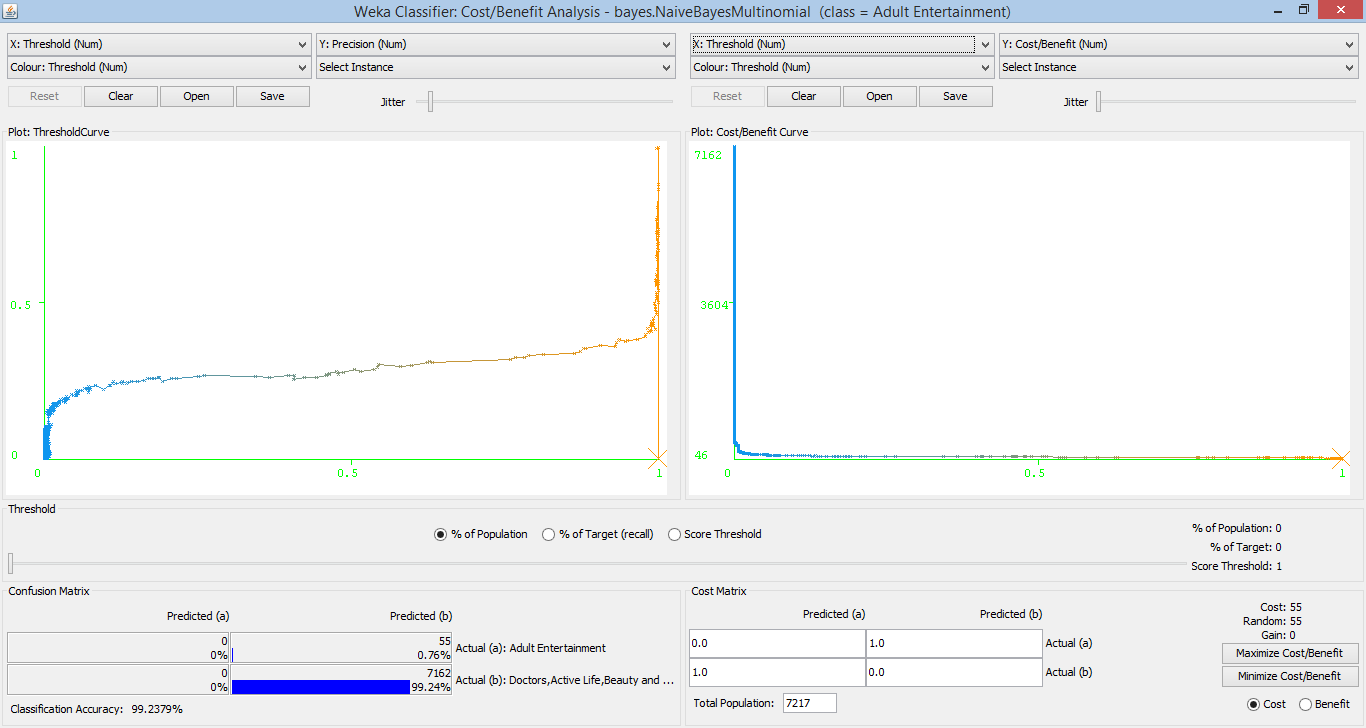 Weka Classifier: Cost/Benefit Analysis - bayes.NaiveBayesMultinomial (class = Adult Entertainment)
X: Threshold (Num)
Y: Precision (Num)
X: Threshold (Num)
Y: Cost/Benefit (Num)
Colour: Threshold (Num)
Select Instance
Colour: Threshold (Num)
Select Instance
Reset
Clear
Open
Save
Jitter
Reset
Clear
Open
Save
Jitter
Plot: ThresholdCurve
1
0.5
0
0
0.5
1
Plot: Cost/Benefit Curve
7162
3604
46
0
0.5
1
Threshold
% of Population
% of Target (recall)
Score Threshold
% of Population: 0
% of Target: 0
Score Threshold: 1
Confusion Matrix
Predicted (a)
Predicted (b)
0
0%
55
0.76%
Actual (a): Adult Entertainment
0
0%
7162
99.24%
Actual (b): Doctors,Active Life,Beauty and ...
Classification Accuracy: 99.2379%
Cost Matrix
Predicted (a)
Predicted (b)
0.0
1.0
Actual (a)
1.0
0.0
Actual (b)
Total Population: 7217
Cost: 55
Random: 55
Gain: 0
Maximize Cost/Benefit
Minimize Cost/Benefit
Cost
Benefit